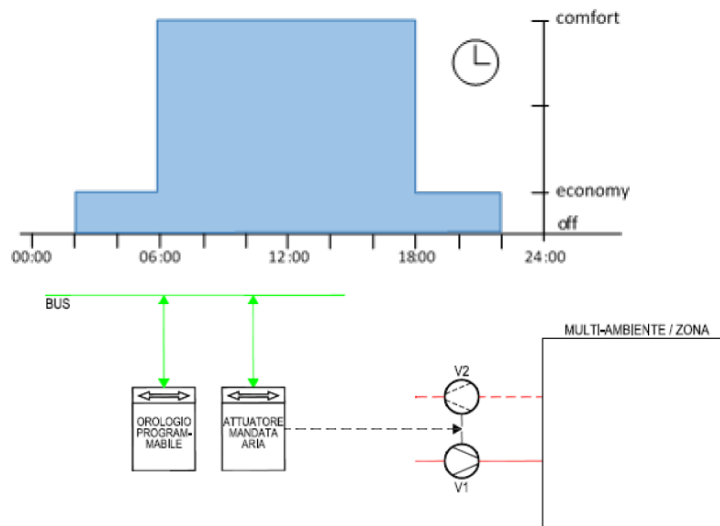 comfort
economy
off
00:00 06:00 12:00 18:00 24:00
BUS
MULTI-AMBIENTE / ZONA
V2
OROLOGIO
PROGRAM-
MABILE
ATTUATORE
MANDATA
ARIA
V1